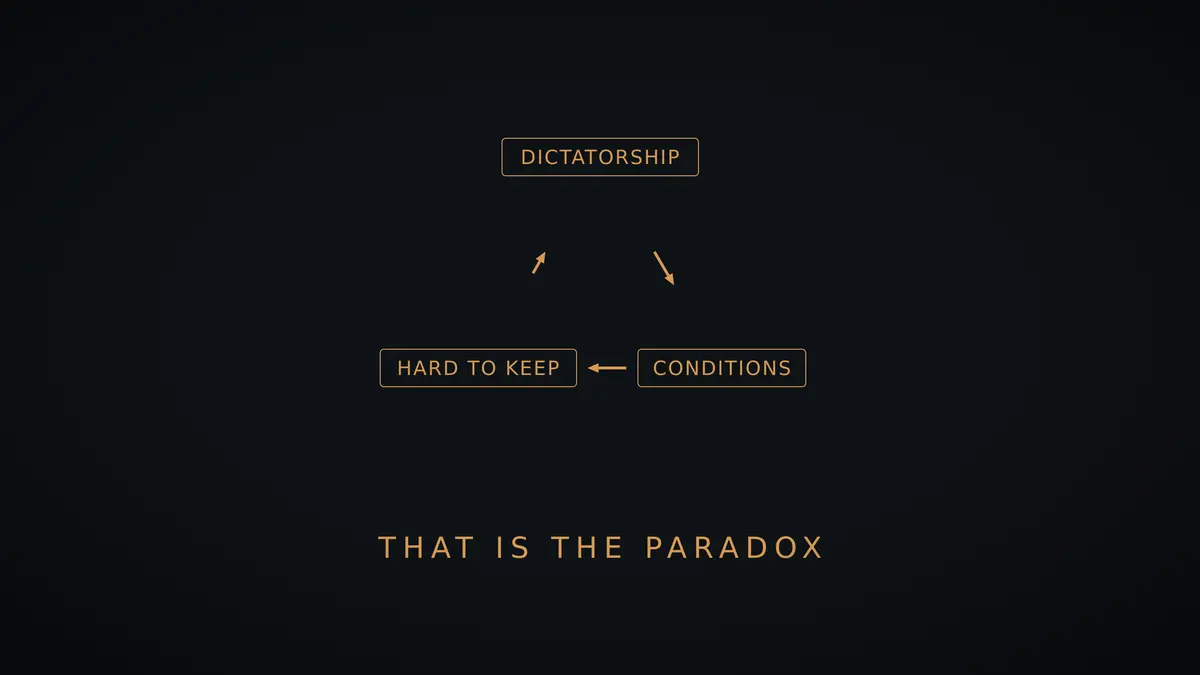 DICTATORSHIP
HARD TO KEEP
CONDITIONS
THAT IS THE PARADOX